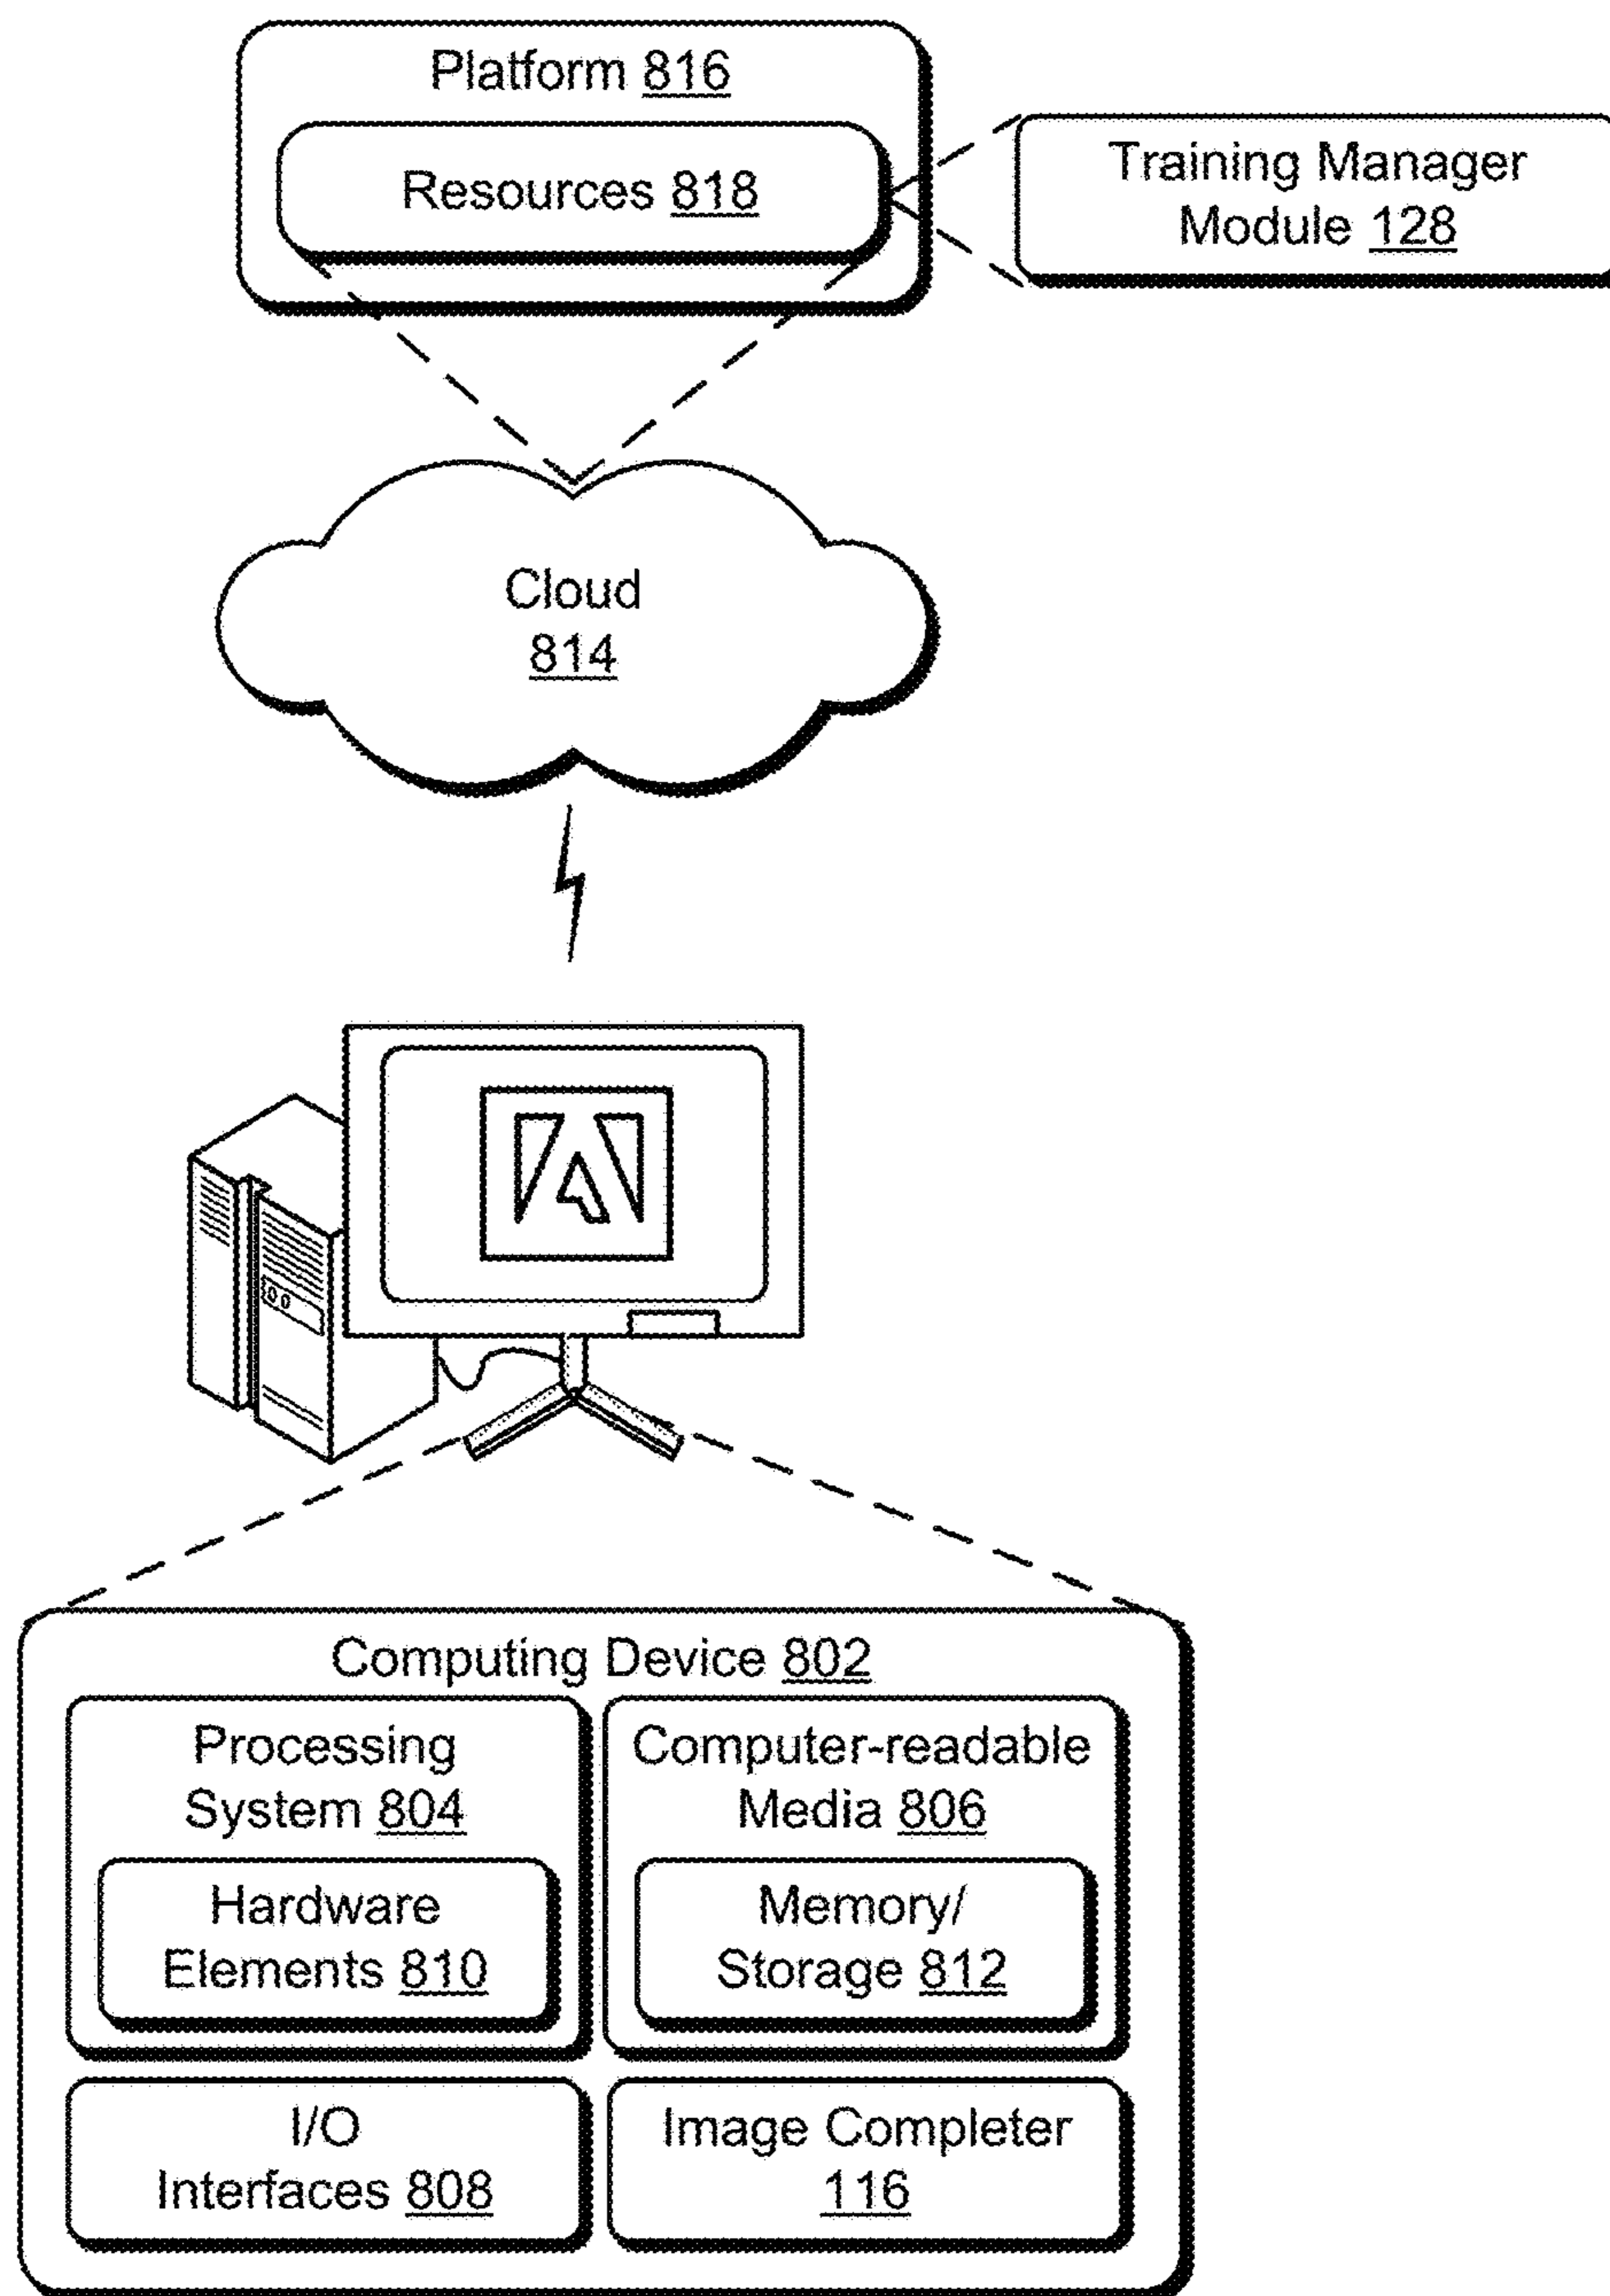 Platform 816
Resources 818
Training Manager
Module 128
Cloud
814
Computing Device 802
Processing
System 804
Hardware
Elements 810
Computer-readable
Media 806
Memory/
Storage 812
I/O
Interfaces 808
Image Completer
116